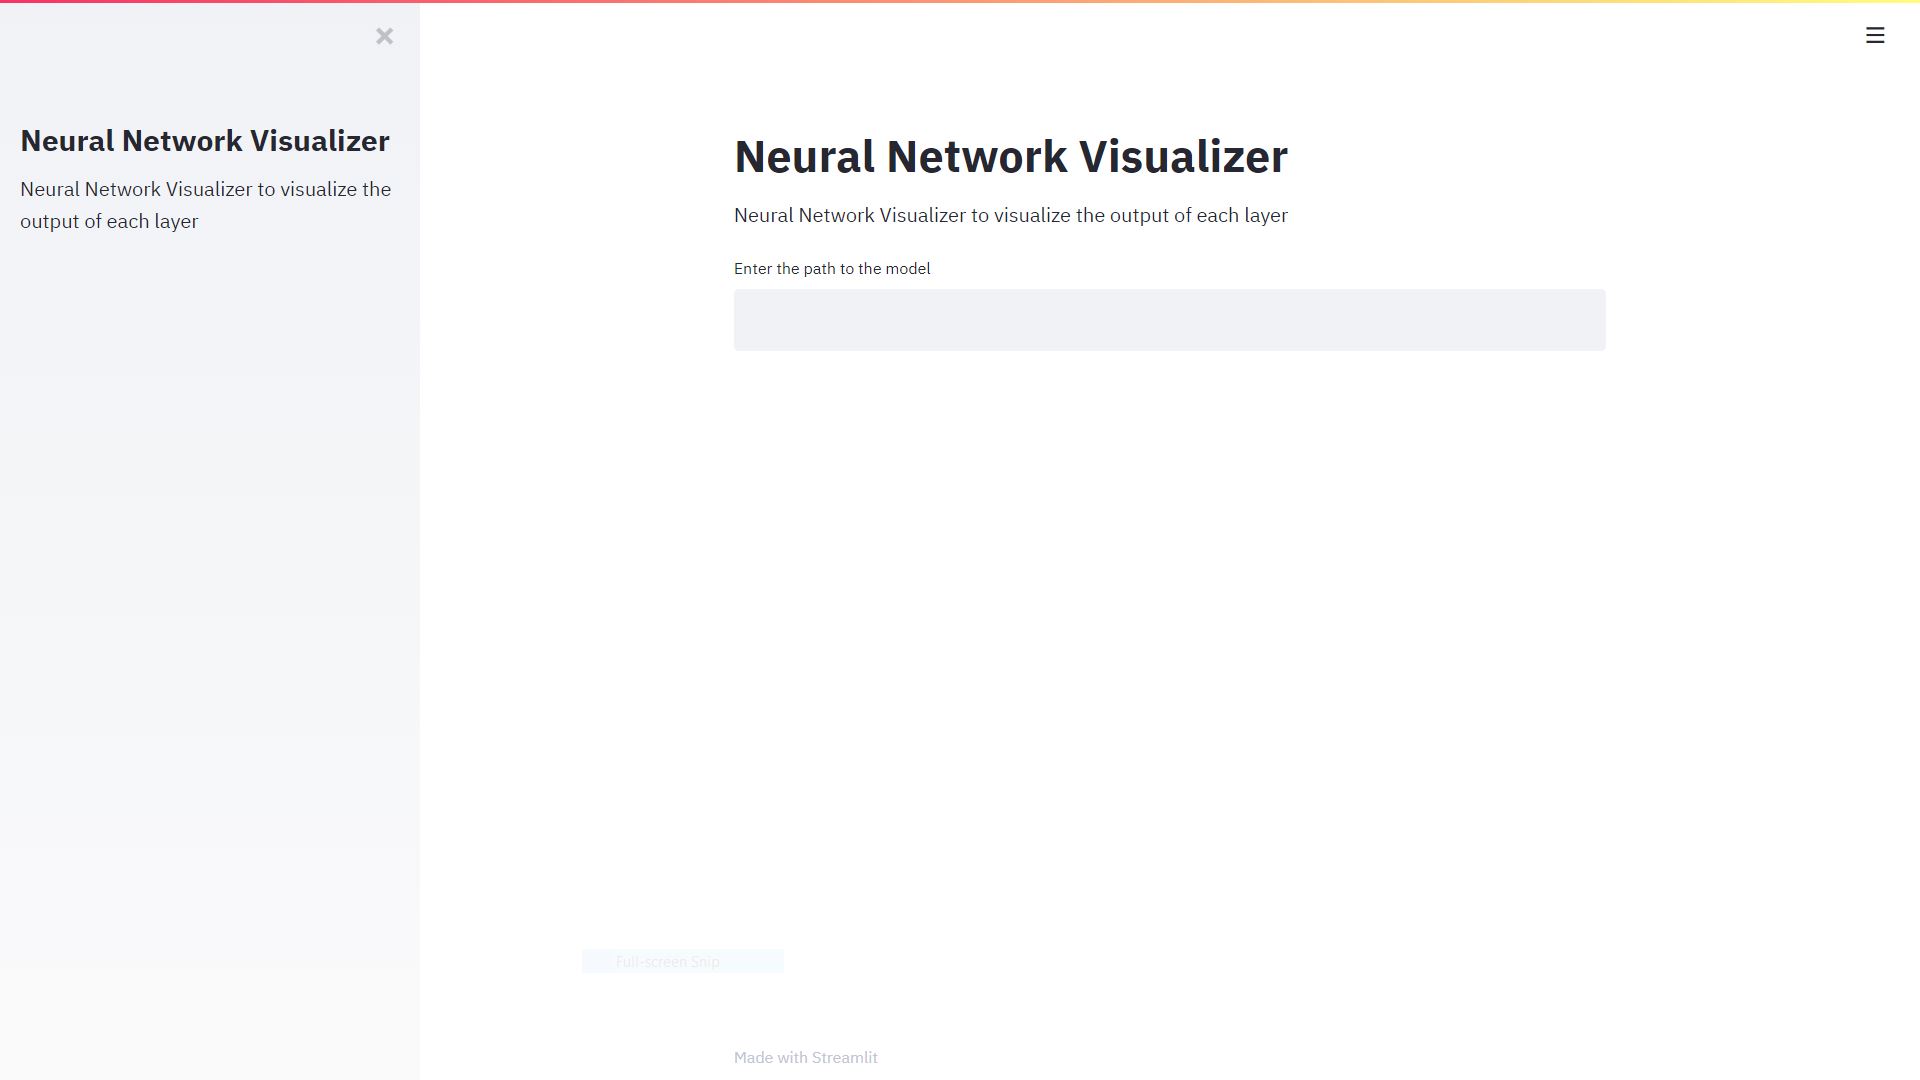 Neural Network Visualizer
Neural Network Visualizer to visualize the
output of each layer
Neural Network Visualizer
Neural Network Visualizer to visualize the output of each layer
Enter the path to the model
Full-screen Snip
Made with Streamlit